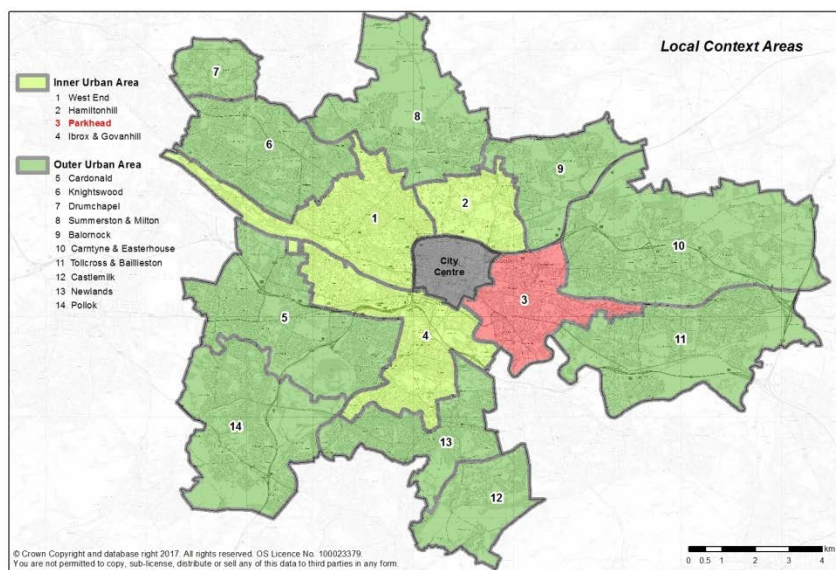 Local Context Areas
Inner Urban Area
1 West End
2 Hamiltonhill
3 Parkhead
4 Ibrox & Govanhill
Outer Urban Area
5 Cardonald
6 Knightswood
7 Drumchapel
8 Summerston & Milton
9 Balornock
10 Carntyne & Easterhouse
11 Tollcross & Baillieston
12 Castlemilk
13 Newlands
14 Pollok
7
8
6
9
2
1
10
City
Centre
3
5
4
11
14
13
12
© Crown Copyright and database right 2017. All rights reserved. OS Licence No. 100023379.
You are not permitted to copy, sub-license, distribute or sell any of this data to third parties in any form.
km
0 0.5 1 2 3 4